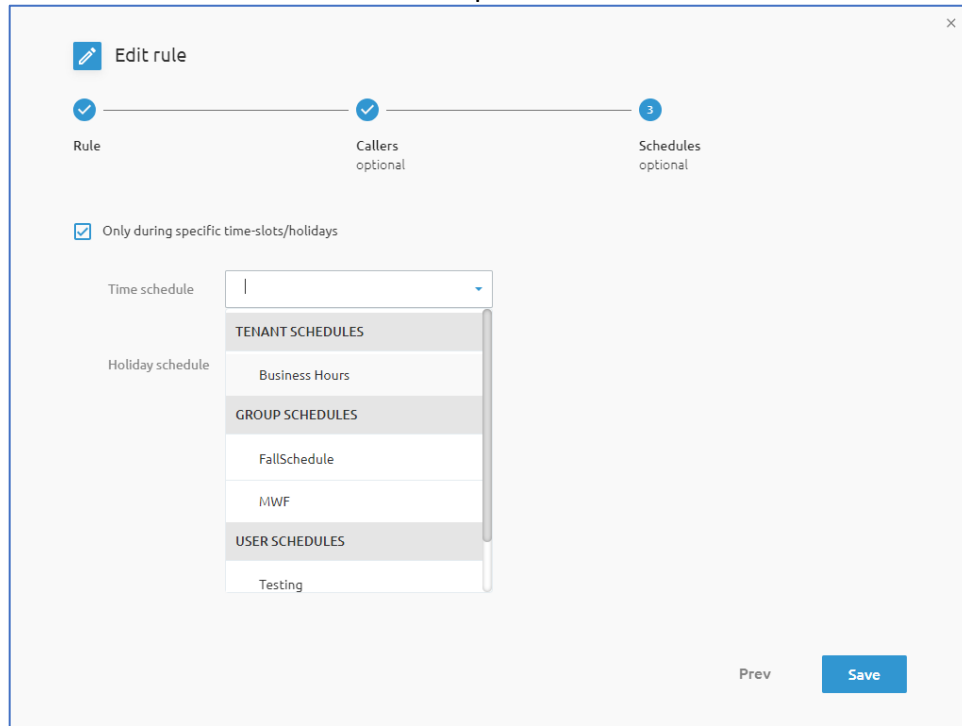 Edit rule
3
Rule
Callers
Schedules
optional
optional
Only during specific time-slots/holidays
Time schedule
TENANT SCHEDULES
Holiday schedule
Business Hours
GROUP SCHEDULES
FallSchedule
MWF
USER SCHEDULES
Testing
Prev
Save